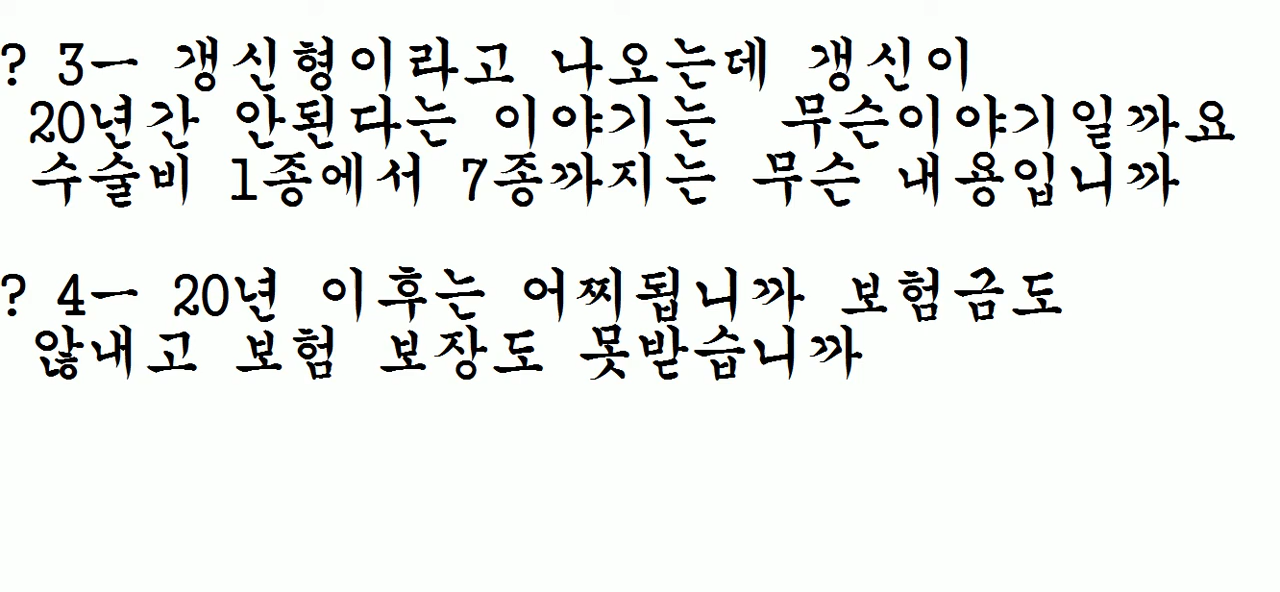 ? 3ㅡ 갱신형이라고 나오는데 갱신이
20년간 안된다는 이야기는 무슨이야기일까요
수술비 1종에서 7종까지는 무슨 내용입니까
? 4ㅡ 20년 이후는 어찌됩니까 보험금도
않내고 보험 보장도 못받습니까